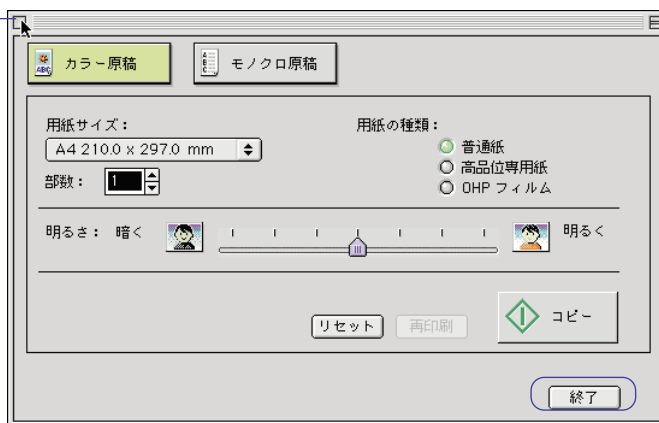 カラー原稿
モノクロ原稿
用紙サイズ：
A4 210.0 x 297.0 mm
部数：
1
用紙の種類：
普通紙
高品位専用紙
OHP フィルム
明るさ： 暗く
明るく
リセット
再印刷
コピー
終了